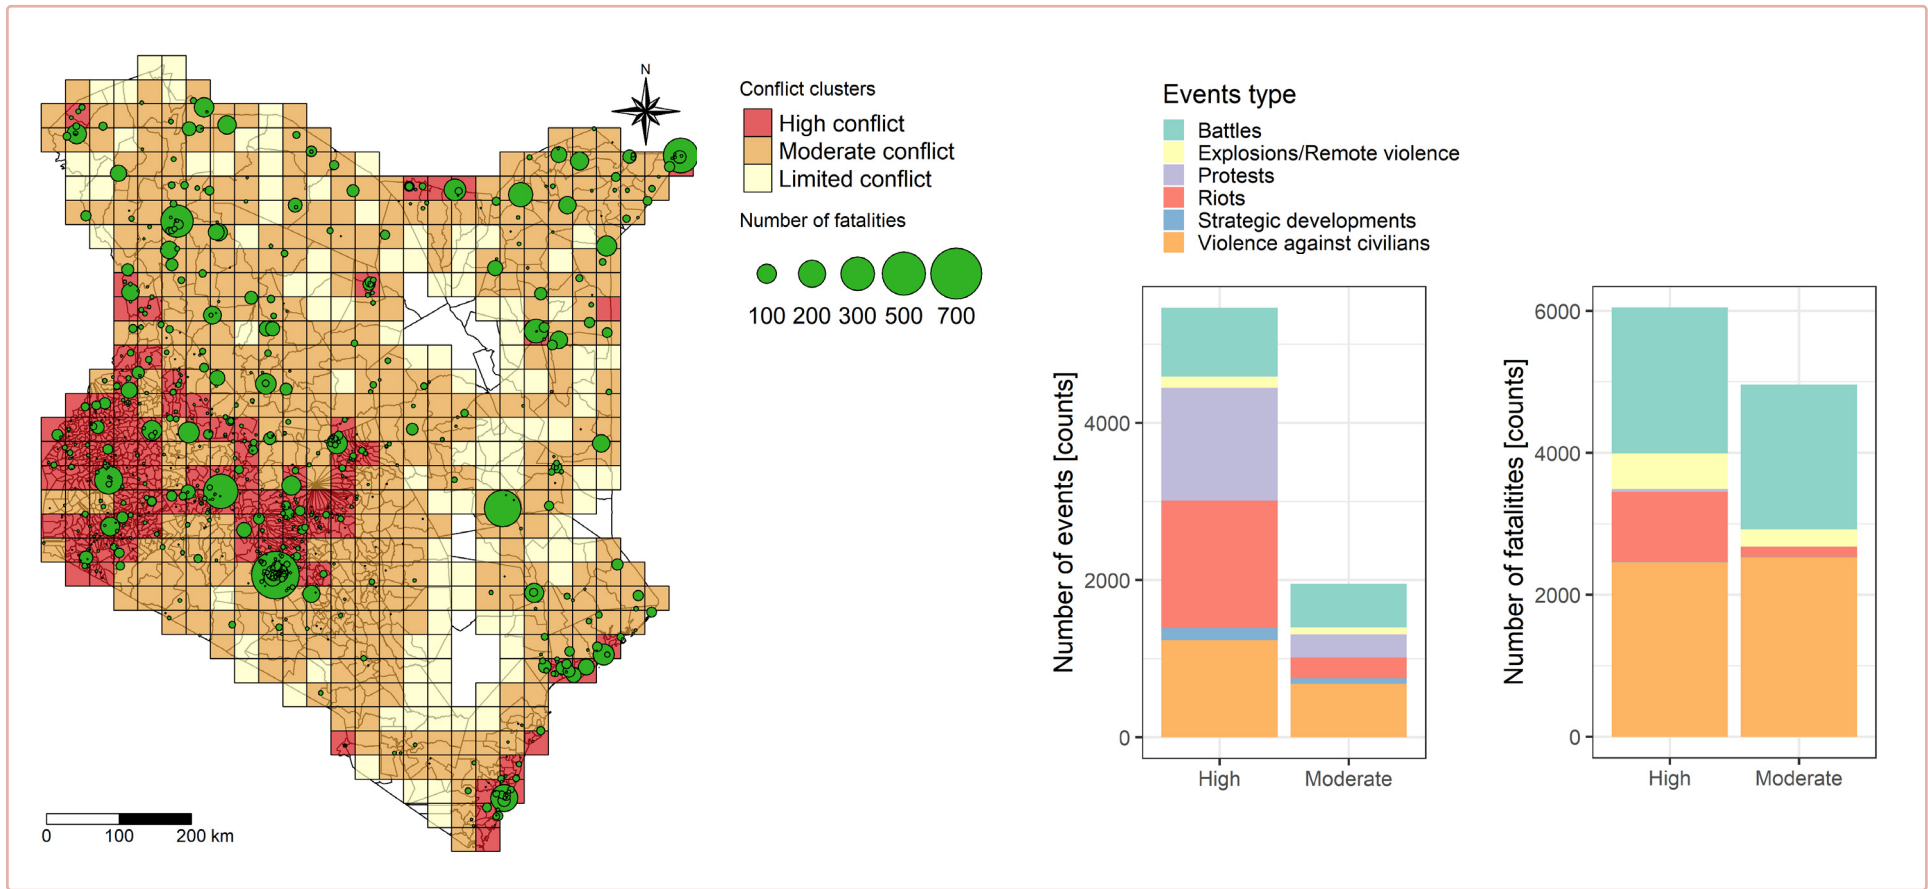 N
Conflict clusters
High conflict
Moderate conflict
Limited conflict
Number of fatalities
100 200 300 500 700
0 100 200 km
Events type
Battles
Explosions/Remote violence
Protests
Riots
Strategic developments
Violence against civilians
Number of events [counts]
4000
2000
0
High Moderate
Number of fatalitites [counts]
6000
4000
2000
0
High Moderate